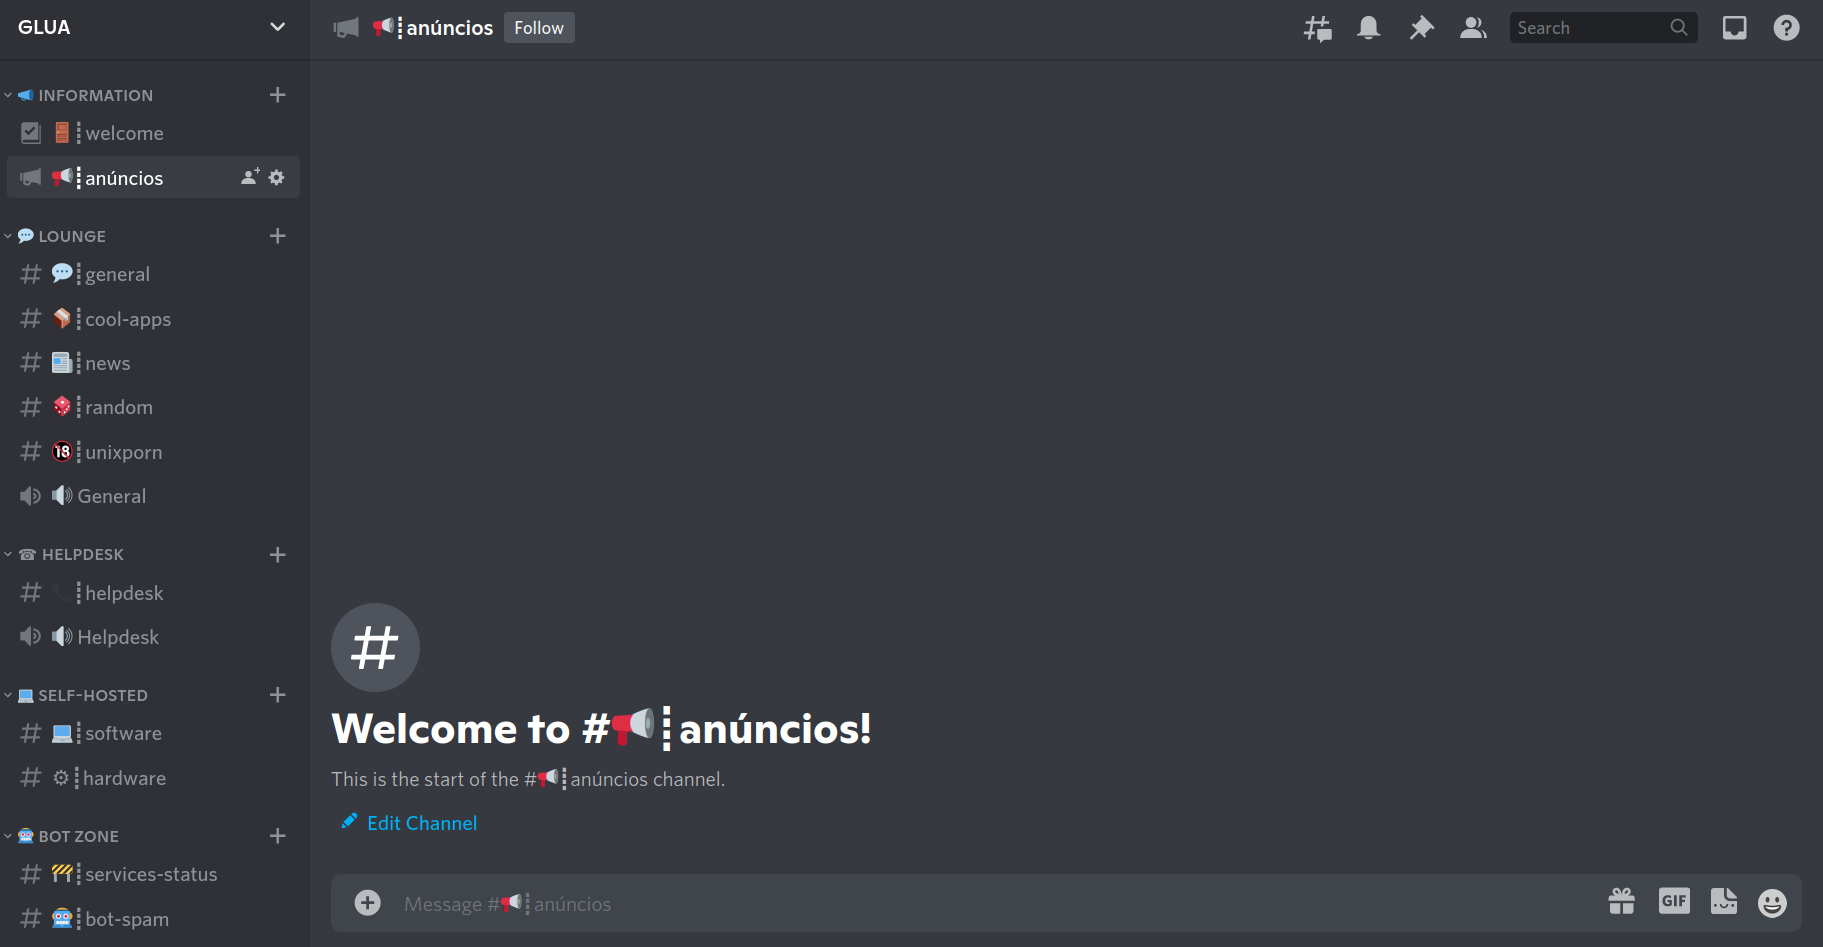 GLUA
INFORMATION
welcome
anúncios
LOUNGE
general
cool-apps
news
random
unixporn
General
HELPDESK
helpdesk
Helpdesk
SELF-HOSTED
software
hardware
BOT ZONE
services-status
bot-spam
anúncios Follow
Search
Welcome to #📢┋anúncios!
This is the start of the #📢┋anúncios channel.
Edit Channel
Message #📢┋anúncios
GIF